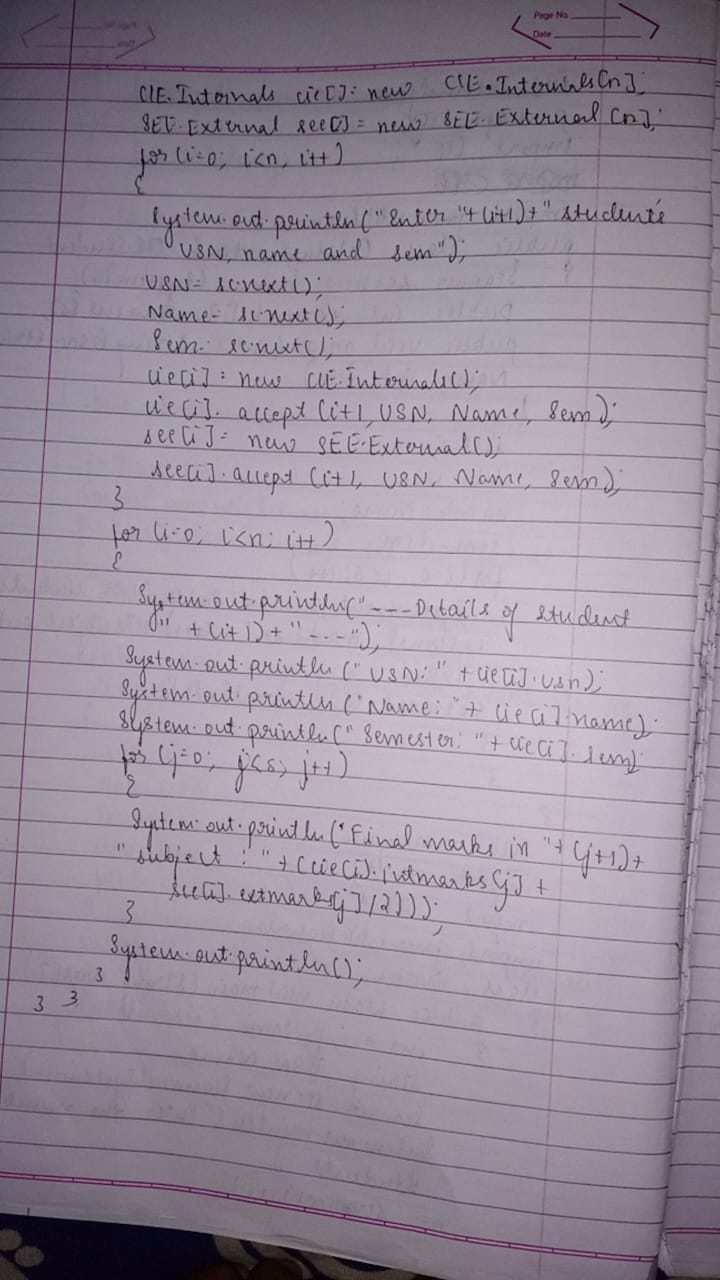 Page No.
Date
CIE.Internals cie[]= new CIE.Internals[n];
SEE.External see[]= new SEE.External [n];
for (i=0; i<n; i++)
{
System.out.println("Enter "+(i+1)+" student's
USN, name and sem");
USN= sc.next();
Name= sc.next();
Sem= sc.next();
cie[i]= new CIE.Internals();
cie[i]. accept (i+1, USN, Name, Sem);
see[i]= new SEE.External();
see[i].accept (i+1, USN, Name, Sem);
}
for (i=0; i<n; i++)
{
System.out.println("---Details of student
" +(i+1)+"---");
System.out.println ("USN:" +cie[i].usn);
System.out.println ("Name: "+ cie[i].name);
System.out.println ("Semester: "+ cie[i].sem);
for (j=0; j<5; j++)
{
System.out.println("Final marks in "+ (j+1)+
"subject : "+ (cie[i].intmarks[j] +
see[i].extmarks[j]/2)));
}
System.out.println();
}
} }